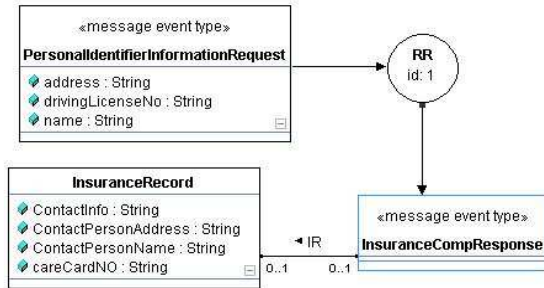 «message event type»
PersonalIdentifierInformationRequest
address : String
drivingLicenseNo : String
name : String
RR
id: 1
InsuranceRecord
ContactInfo : String
ContactPersonAddress : String
ContactPersonName : String
careCardNO : String
◄ IR
0..1
0..1
«message event type»
InsuranceCompResponse